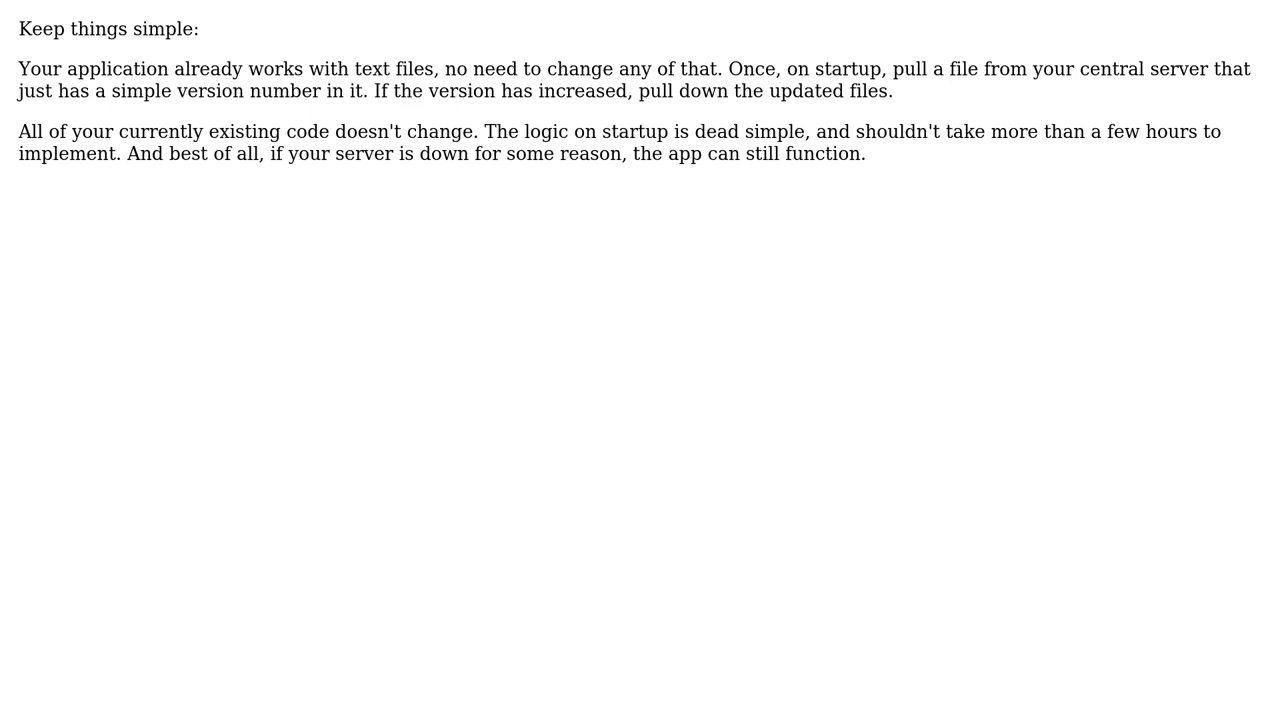 Keep things simple:
Your application already works with text files, no need to change any of that. Once, on startup, pull a file from your central server that
just has a simple version number in it. If the version has increased, pull down the updated files.
All of your currently existing code doesn't change. The logic on startup is dead simple, and shouldn't take more than a few hours to
implement. And best of all, if your server is down for some reason, the app can still function.